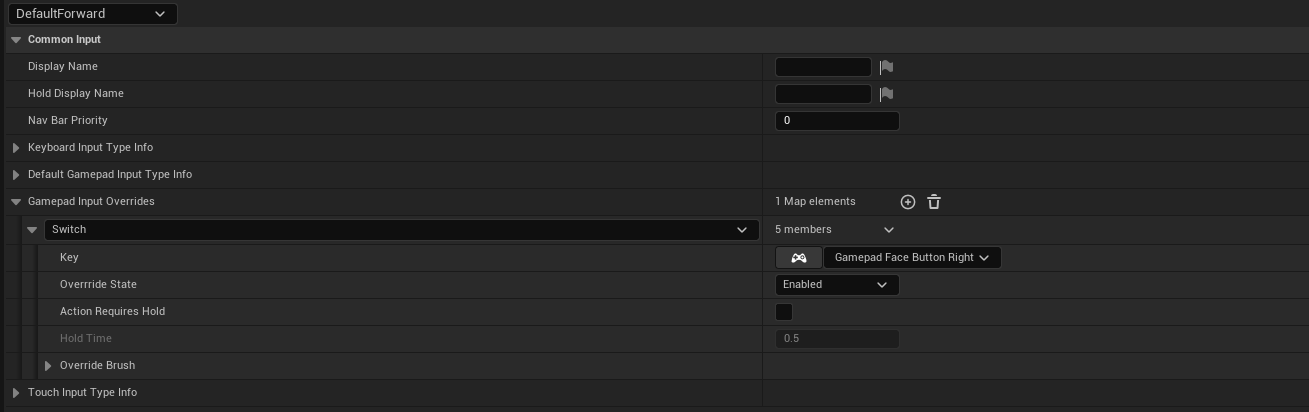 DefaultForward
Common Input
Display Name
Hold Display Name
Nav Bar Priority 0
Keyboard Input Type Info
Default Gamepad Input Type Info
Gamepad Input Overrides 1 Map elements
Switch 5 members
Key Gamepad Face Button Right
Overrride State Enabled
Action Requires Hold
Hold Time 0.5
Override Brush
Touch Input Type Info